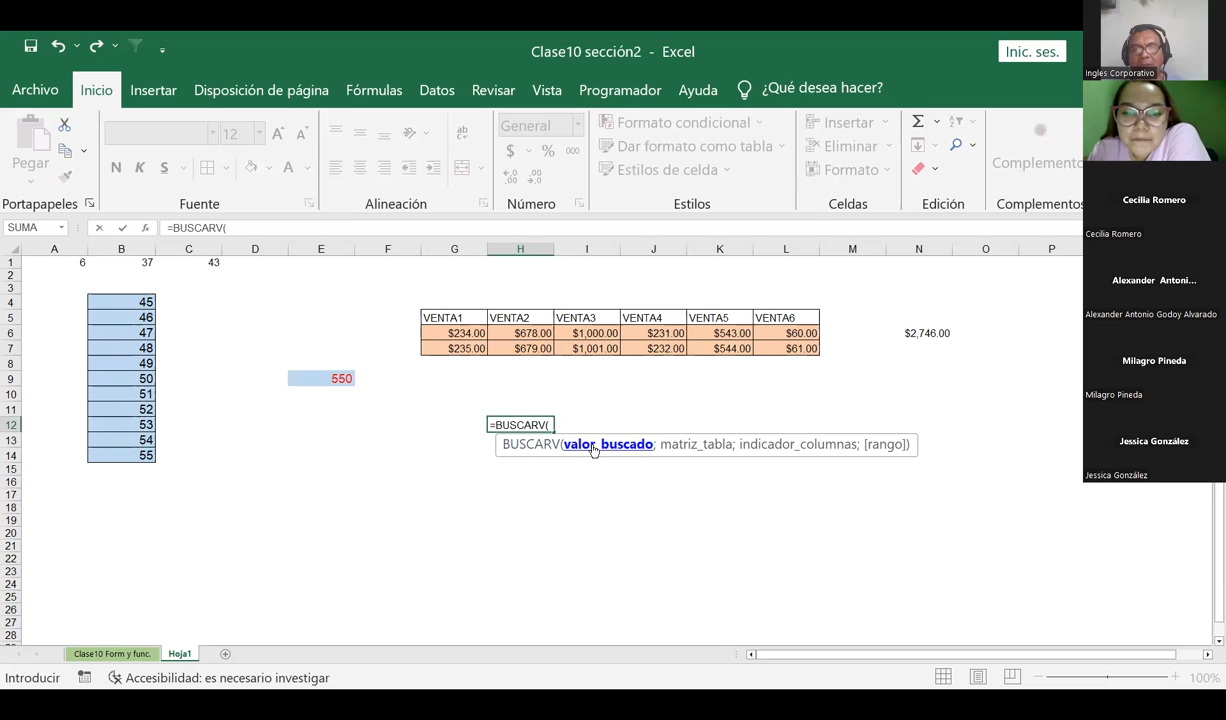 Clase10 sección2 - Excel
Inic. ses.
Archivo Inicio Insertar Disposición de página Fórmulas Datos Revisar Vista Programador Ayuda ¿Qué desea hacer?
Pegar
12
N K S
General
$ % 000
Formato condicional
Dar formato como tabla
Estilos de celda
Insertar
Eliminar
Formato
Complemento
Portapapeles Fuente Alineación Número Estilos Celdas Edición Complementos
SUMA =BUSCARV(
A B C D E F G H I J K L M N O P
1 6 37 43
2
3
4 45
5 46 VENTA1 VENTA2 VENTA3 VENTA4 VENTA5 VENTA6
6 47 $234.00 $678.00 $1,000.00 $231.00 $543.00 $60.00 $2,746.00
7 48 $235.00 $679.00 $1,001.00 $232.00 $544.00 $61.00
8 49
9 50 550
10 51
11 52
12 53 =BUSCARV(
13 54 BUSCARV(valor_buscado; matriz_tabla; indicador_columnas; [rango])
14 55
15
16
17
18
19
20
21
22
23
24
25
26
27
28
Clase10 Form y func. Hoja1
Introducir Accesibilidad: es necesario investigar 100%
Ingles Corporativo
Cecilia Romero
Cecilia Romero
Alexander Antoni...
Alexander Antonio Godoy Alvarado
Milagro Pineda
Milagro Pineda
Jessica González
Jessica González